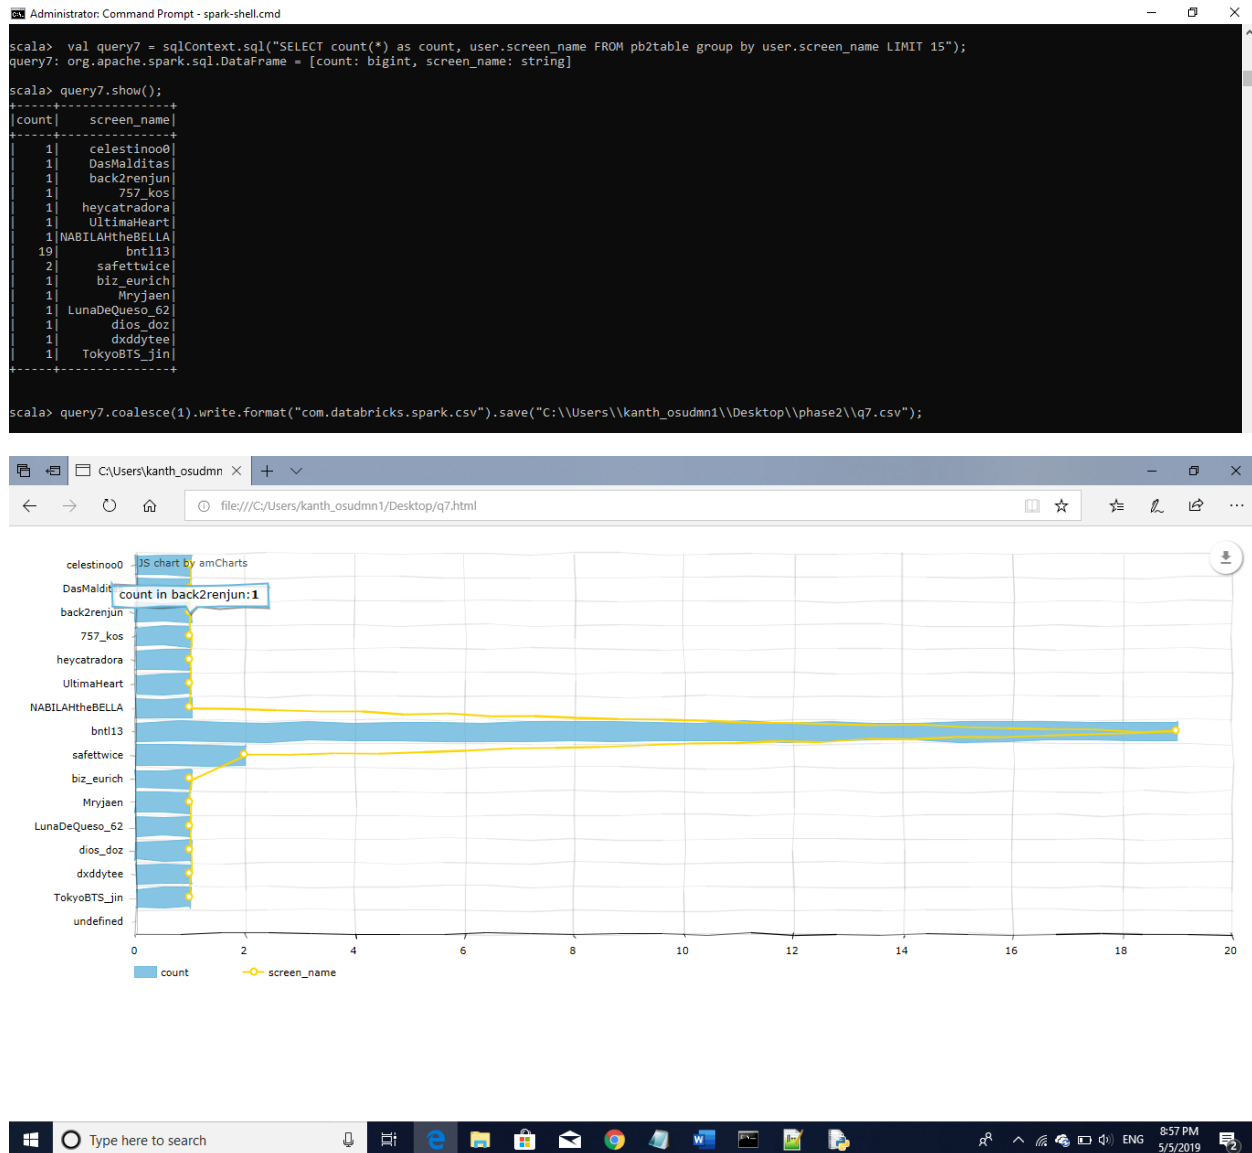 Administrator: Command Prompt - spark-shell.cmd
scala>  val query7 = sqlContext.sql("SELECT count(*) as count, user.screen_name FROM pb2table group by user.screen_name LIMIT 15");
query7: org.apache.spark.sql.DataFrame = [count: bigint, screen_name: string]
scala> query7.show();
+-----+---------------+
|count|    screen_name|
+-----+---------------+
|    1|    celestinoo0|
|    1|    DasMalditas|
|    1|    back2renjun|
|    1|        757_kos|
|    1|   heycatradora|
|    1|    UltimaHeart|
|    1|NABILAHtheBELLA|
|   19|         bntl13|
|    2|     safettwice|
|    1|     biz_eurich|
|    1|        Mryjaen|
|    1| LunaDeQueso_62|
|    1|       dios_doz|
|    1|       dxddytee|
|    1|   TokyoBTS_jin|
+-----+---------------+
scala> query7.coalesce(1).write.format("com.databricks.spark.csv").save("C:\\Users\\kanth_osudmn1\\Desktop\\phase2\\q7.csv");
C:\Users\kanth_osudmn
file:///C:/Users/kanth_osudmn1/Desktop/q7.html
celestinoo0
JS chart by amCharts
DasMaldit
count in back2renjun:1
back2renjun
757_kos
heycatradora
UltimaHeart
NABILAHtheBELLA
bntl13
safettwice
biz_eurich
Mryjaen
LunaDeQueso_62
dios_doz
dxddytee
TokyoBTS_jin
undefined
0 2 4 6 8 10 12 14 16 18 20
count screen_name
Type here to search
ENG
8:57 PM
5/5/2019
2